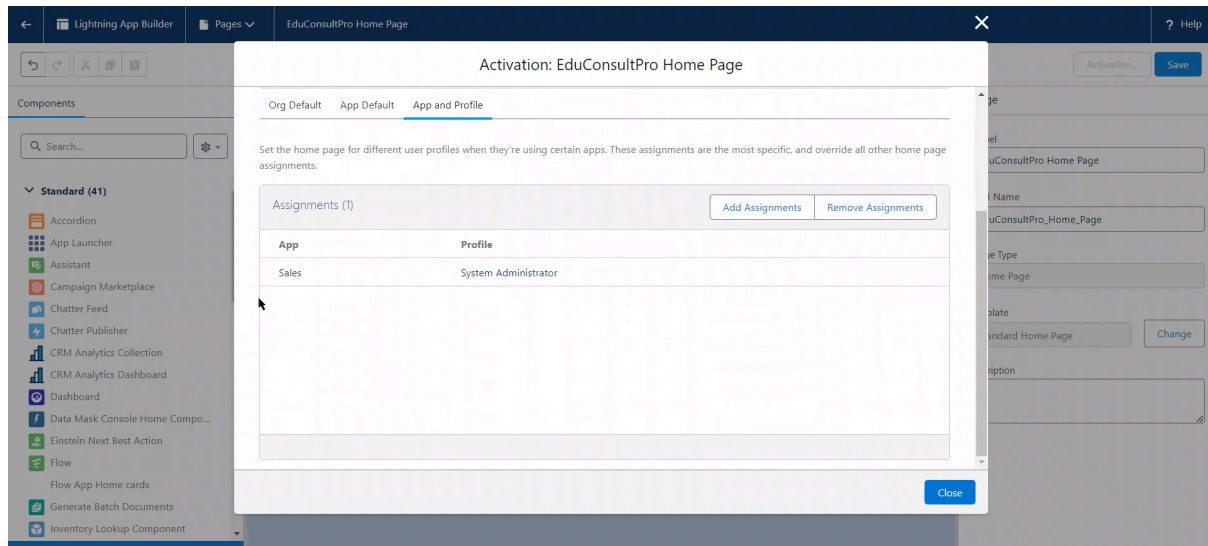 Lightning App Builder
Pages
EduConsultPro Home Page
? Help
Activation...
Save
Components
Search...
Standard (41)
Accordion
App Launcher
Assistant
Campaign Marketplace
Chatter Feed
Chatter Publisher
CRM Analytics Collection
CRM Analytics Dashboard
Dashboard
Data Mask Console Home Compo...
Einstein Next Best Action
Flow
Flow App Home cards
Generate Batch Documents
Inventory Lookup Component
Activation: EduConsultPro Home Page
Org Default App Default App and Profile
Set the home page for different user profiles when they're using certain apps. These assignments are the most specific, and override all other home page
assignments.
Assignments (1)
Add Assignments Remove Assignments
App Profile
Sales System Administrator
Close
uConsultPro Home Page
Name
uConsultPro_Home_Page
Type
Home Page
Change